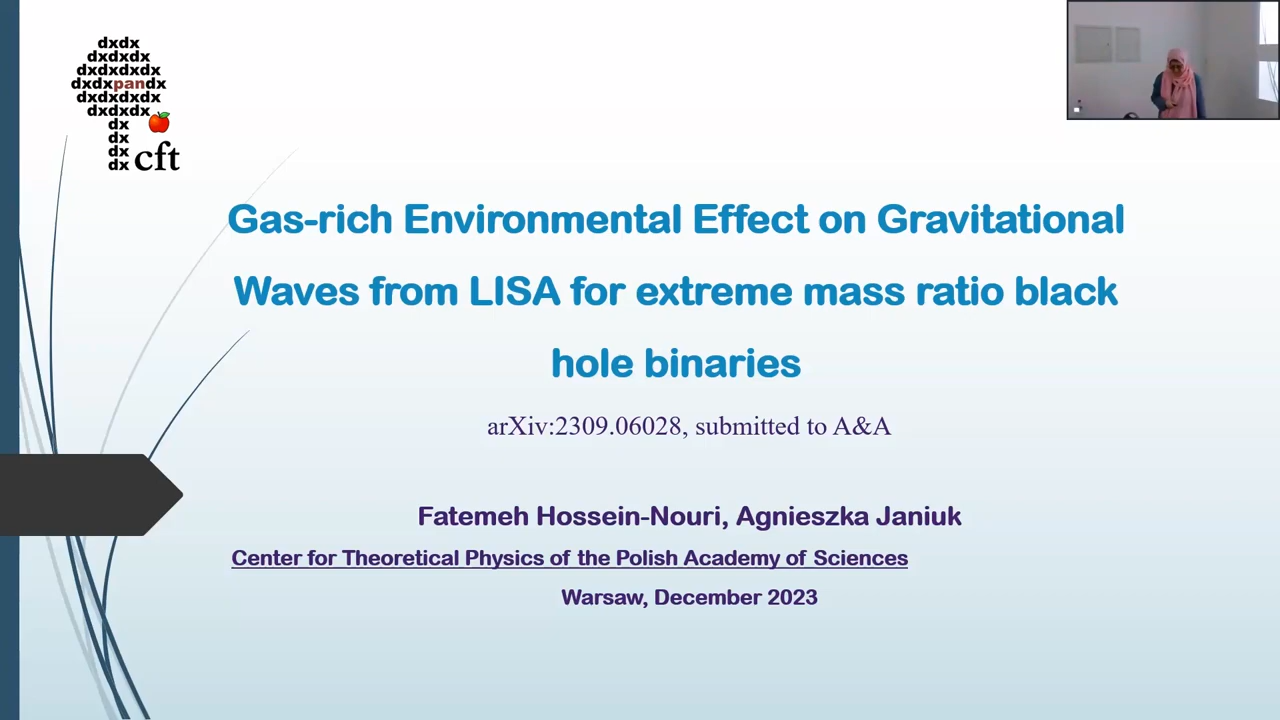 dxdx
dxdxdx
dxdxdxdx
dxdxpandx
dxdxdxdx
dxdxdx
dx
dx
dx
dx cft
Gas-rich Environmental Effect on Gravitational
Waves from LISA for extreme mass ratio black
hole binaries
arXiv:2309.06028, submitted to A&A
Fatemeh Hossein-Nouri, Agnieszka Janiuk
Center for Theoretical Physics of the Polish Academy of Sciences
Warsaw, December 2023